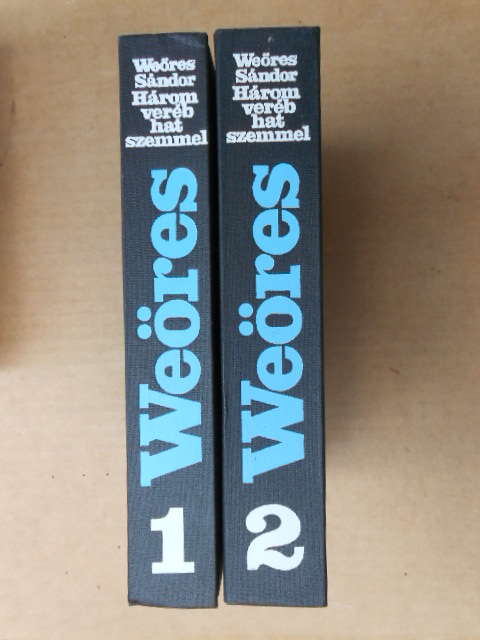 Weöres
Sándor
Három
veréb
hat
szemmel
Weöres
1
Weöres
Sándor
Három
veréb
hat
szemmel
Weöres
2